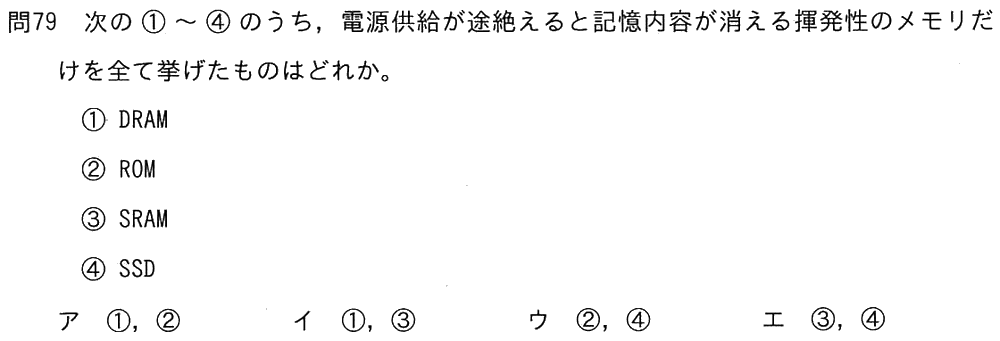 問79 次の ① ～ ④ のうち，電源供給が途絶えると記憶内容が消える揮発性のメモリだ
けを全て挙げたものはどれか。
① DRAM
② ROM
③ SRAM
④ SSD
ア ①，② イ ①，③ ウ ②，④ エ ③，④